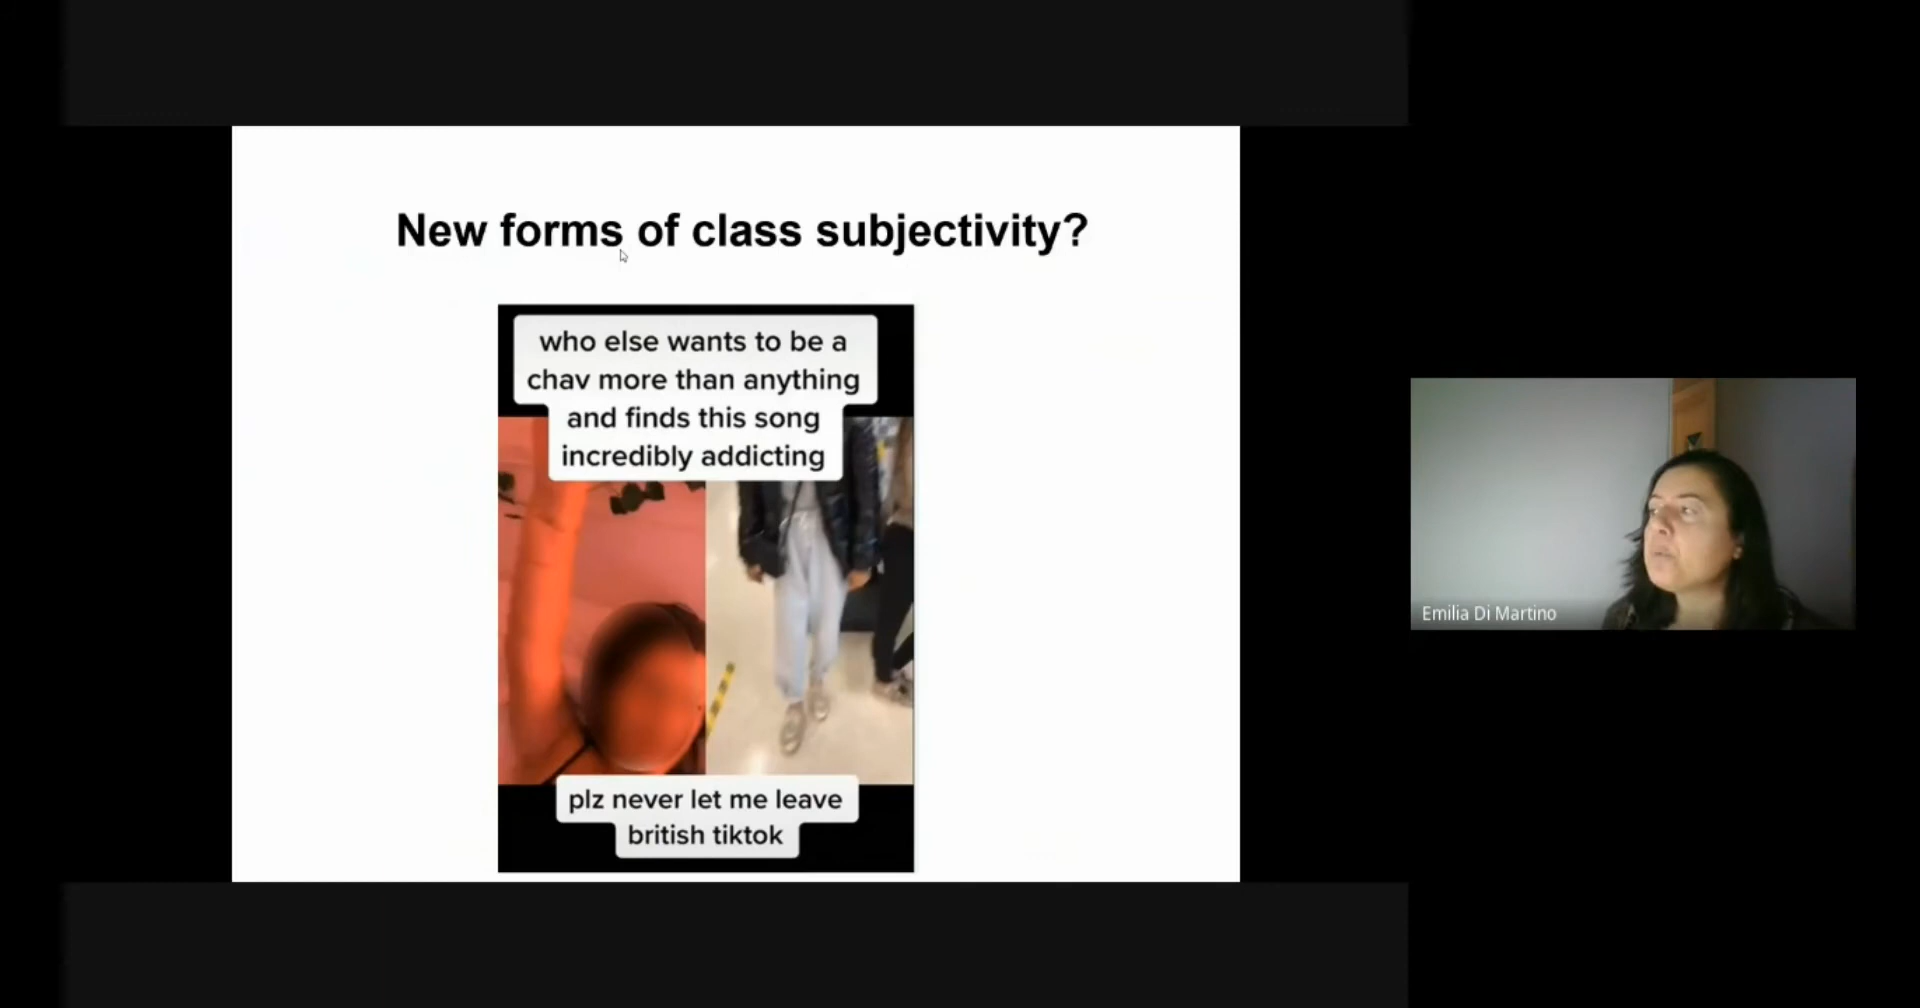 New forms of class subjectivity?
who else wants to be a
chav more than anything
and finds this song
incredibly addicting
plz never let me leave
british tiktok
Emilia Di Martino